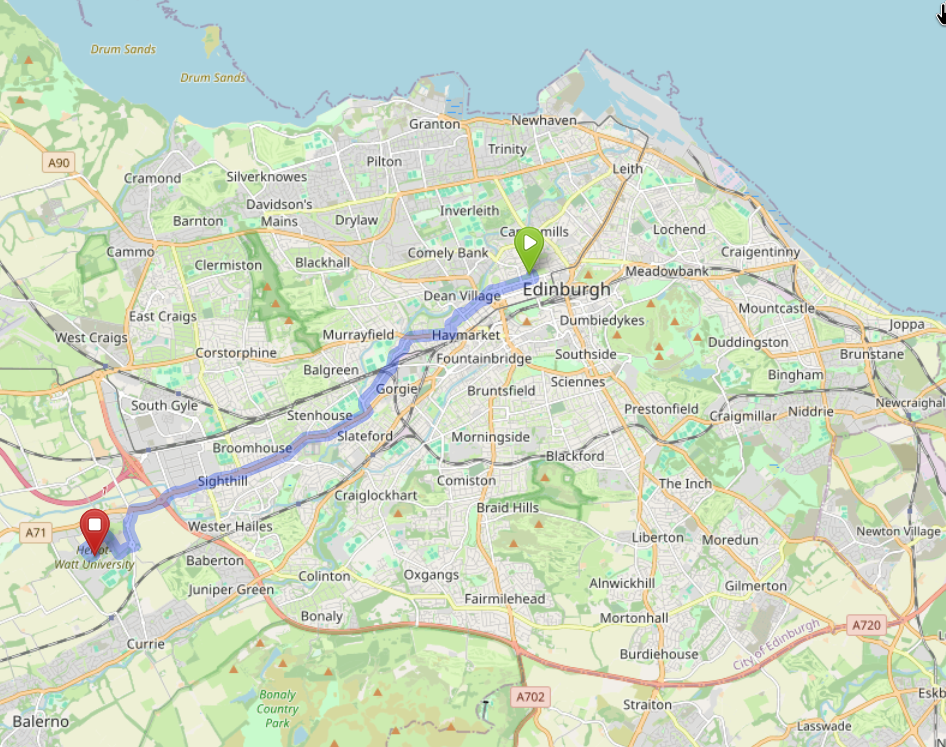 Drum Sands
Drum Sands
Granton
Newhaven
Trinity
A90
Pilton
Leith
Cramond
Silverknowes
Davidson's
Mains
Inverleith
Barnton
Drylaw
Lochend
Cammo
Comely Bank
Craigentinny
Clermiston
Blackhall
Meadowbank
Dean Village
Edinburgh
East Craigs
Mountcastle
Dumbiedykes
Joppa
West Craigs
Murrayfield
Haymarket
Duddingston
Corstorphine
Fountainbridge
Southside
Brunstane
Balgreen
Bingham
Gorgie
Bruntsfield
Sciennes
South Gyle
Newcraighal
Stenhouse
Prestonfield
Craigmillar
Niddrie
Slateford
Morningside
Broomhouse
Blackford
Sighthill
Comiston
The Inch
Craiglockhart
Braid Hills
A71
Wester Hailes
Newton Village
Liberton
Moredun
Watt University
Baberton
Colinton
Oxgangs
Alnwickhill
Gilmerton
Juniper Green
Fairmilehead
Bonaly
Mortonhall
A720
City of Edinburgh
Currie
Burdiehouse
Bonaly
Country
Park
A702
Straiton
Balerno
Lasswade